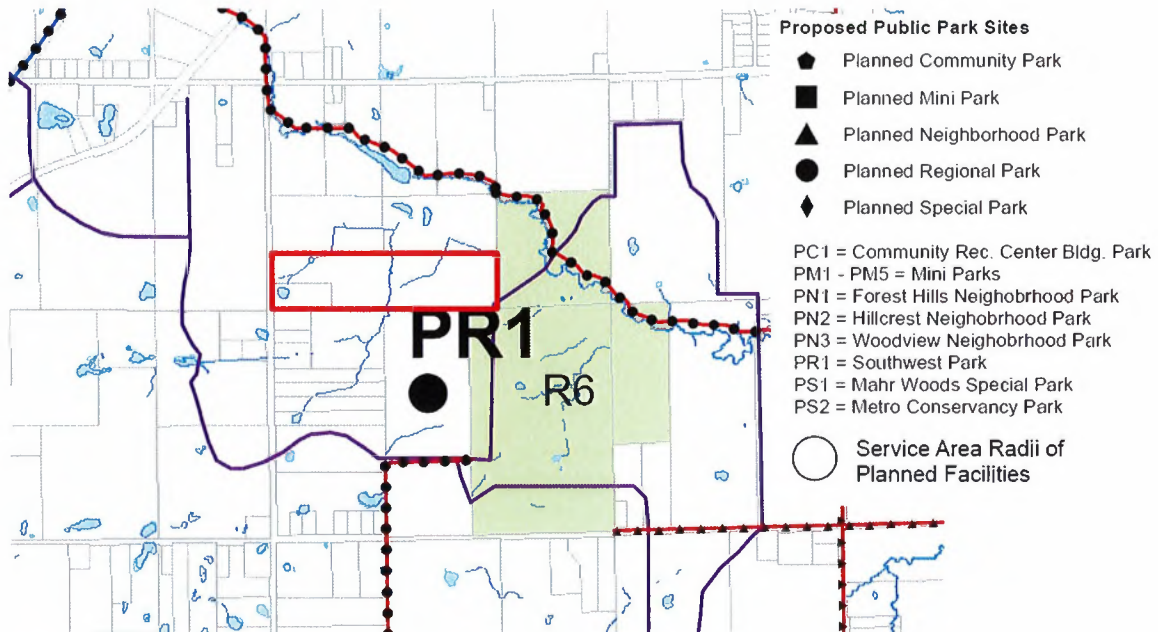 Proposed Public Park Sites
Planned Community Park
Planned Mini Park
Planned Neighborhood Park
Planned Regional Park
Planned Special Park
PC1 = Community Rec. Center Bldg. Park
PM1 - PM5 = Mini Parks
PN1 = Forest Hills Neighobrhood Park
PN2 = Hillcrest Neighobrhood Park
PN3 = Woodview Neighobrhood Park
PR1 = Southwest Park
PS1 = Mahr Woods Special Park
PS2 = Metro Conservancy Park
Service Area Radii of
Planned Facilities
PR1
R6